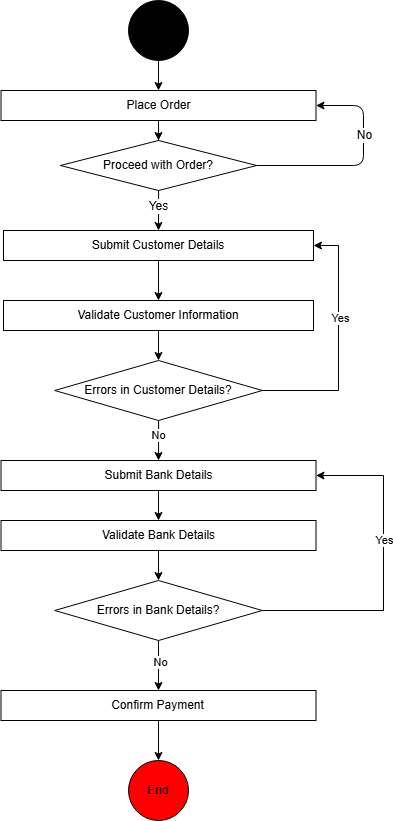 Place Order
No
Proceed with Order?
Yes
Submit Customer Details
Validate Customer Information
Yes
Errors in Customer Details?
No
Submit Bank Details
Validate Bank Details
Yes
Errors in Bank Details?
No
Confirm Payment
End